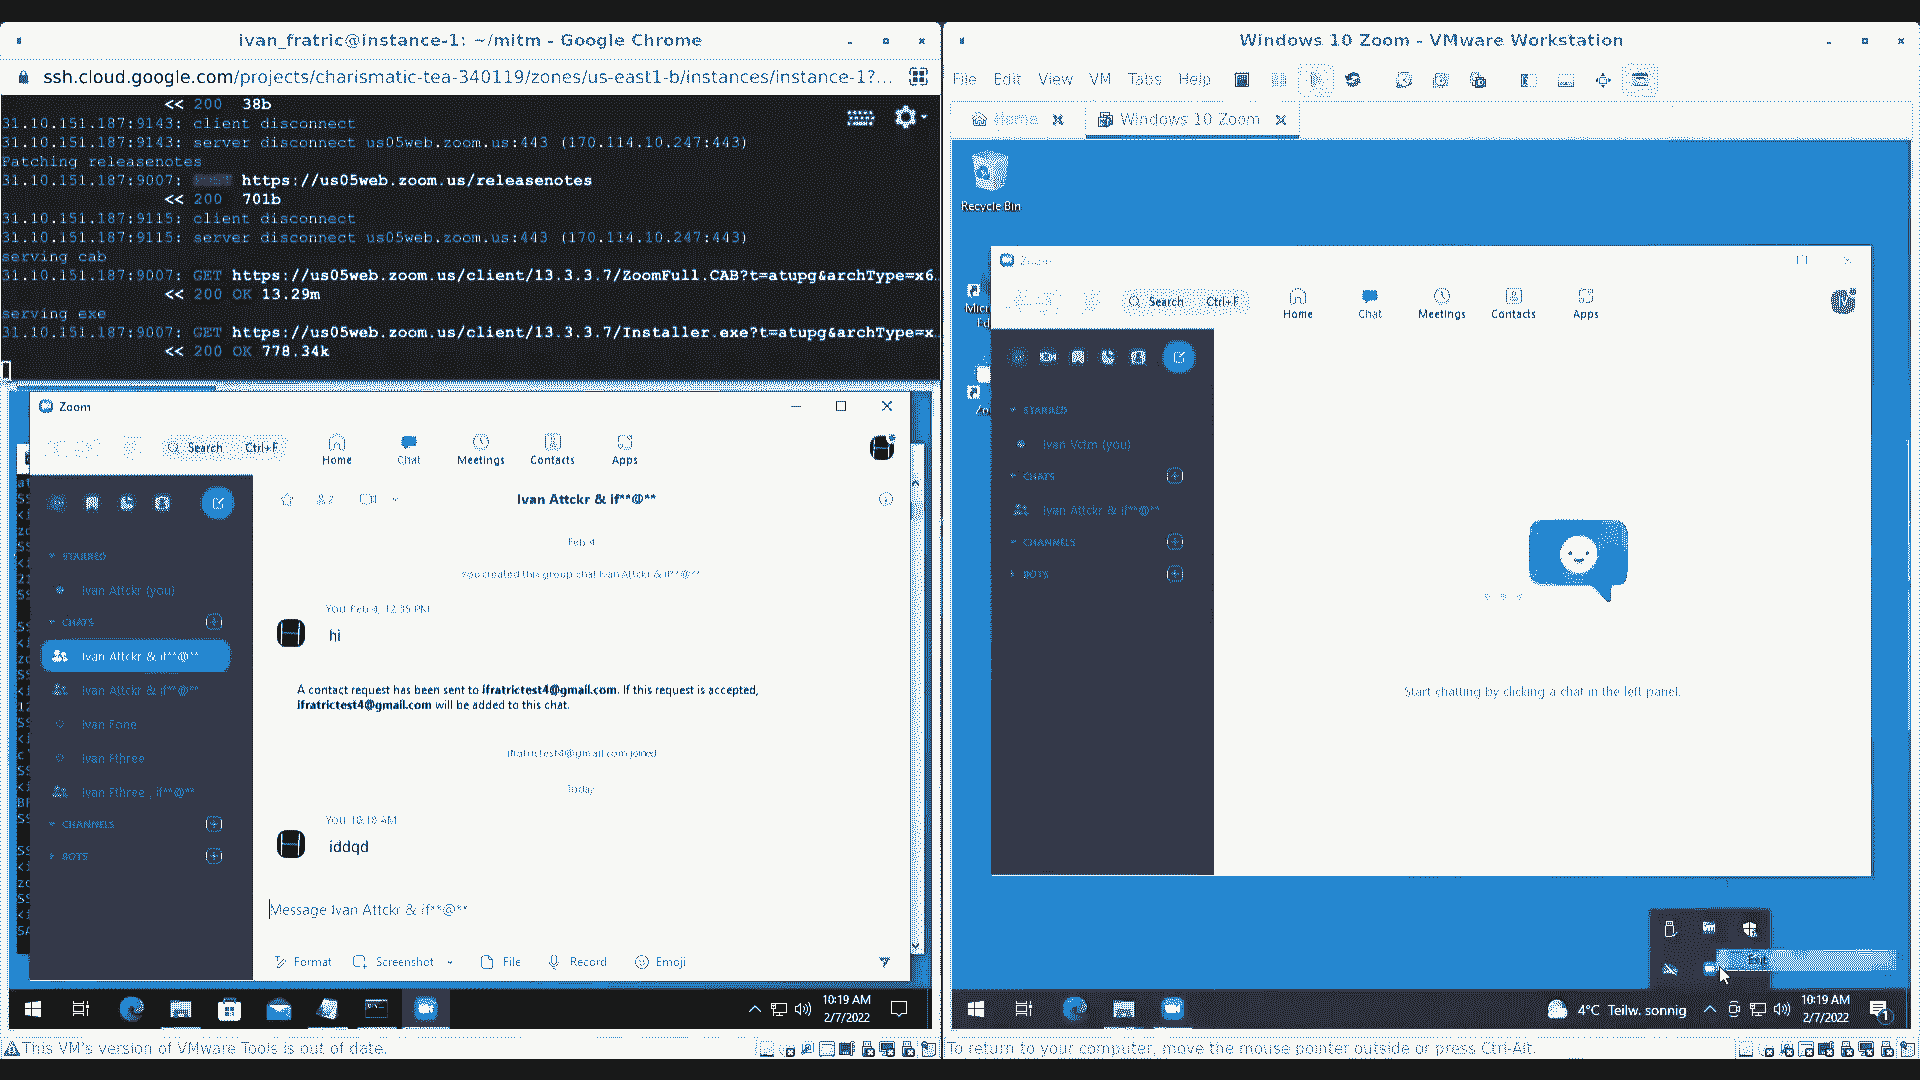 ivan_fratric@instance-1: ~/mitm - Google Chrome
ssh.cloud.google.com/projects/charismatic-tea-340119/zones/us-east1-b/instances/instance-1?...
<< 200 38b
31.10.151.187:9143: client disconnect
31.10.151.187:9143: server disconnect us05web.zoom.us:443 (170.114.10.247:443)
Patching releasenotes
31.10.151.187:9007: https://us05web.zoom.us/releasenotes
<< 200 701b
31.10.151.187:9115: client disconnect
31.10.151.187:9115: server disconnect us05web.zoom.us:443 (170.114.10.247:443)
serving cab
31.10.151.187:9007: GET https://us05web.zoom.us/client/13.3.3.7/ZoomFull.CAB?t=atupg&archType=x6…
<< 200 OK 13.29m
serving exe
31.10.151.187:9007: GET https://us05web.zoom.us/client/13.3.3.7/Installer.exe?t=atupg&archType=x…
<< 200 OK 778.34k
Zoom
Search Ctrl+F
Home Chat Meetings Contacts Apps
STARRED
Ivan Attckr (you)
CHATS
Ivan Attckr & if**@**
Ivan Attckr & if**@**
Ivan Fone
Ivan Fthree
Ivan Fthree , if**@**
CHANNELS
BOTS
2
Ivan Attckr & if**@**
Feb 4
You created this group chat Ivan Attckr & if**@**
You Feb 4, 12:35 PM
hi
A contact request has been sent to ifratrictest4@gmail.com. If this request is accepted,
ifratrictest4@gmail.com will be added to this chat.
ifratrictest4@gmail.com joined
Today
You 10:18 AM
iddqd
Message Ivan Attckr & if**@**
Format Screenshot File Record Emoji
10:19 AM
2/7/2022
This VM's version of VMware Tools is out of date.
Windows 10 Zoom - VMware Workstation
File Edit View VM Tabs Help
Home Windows 10 Zoom
Recycle Bin
Micr
Ed
Zo
Zoom
Search Ctrl+F
Home Chat Meetings Contacts Apps
STARRED
Ivan Vctm (you)
CHATS
Ivan Attckr & if**@**
CHANNELS
BOTS
Start chatting by clicking a chat in the left panel.
Exit
4°C Teilw. sonnig
10:19 AM
2/7/2022
1
To return to your computer, move the mouse pointer outside or press Ctrl-Alt.